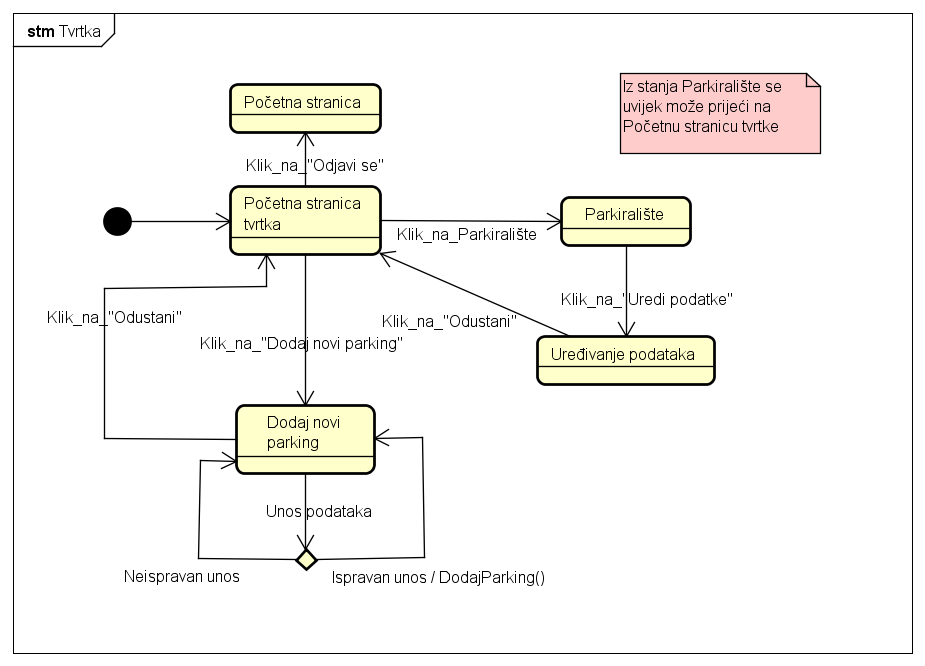 stm Tvrtka
Početna stranica
Iz stanja Parkiralište se
uvijek može prijeći na
Početnu stranicu tvrtke
Klik_na_"Odjavi se"
Početna stranica
tvrtka
Parkiralište
Klik_na_Parkiralište
Klik_na_"Uredi podatke"
Klik_na_"Odustani"
Klik_na_"Odustani"
Klik_na_"Dodaj novi parking"
Uređivanje podataka
Dodaj novi
parking
Unos podataka
Neispravan unos
Ispravan unos / DodajParking()